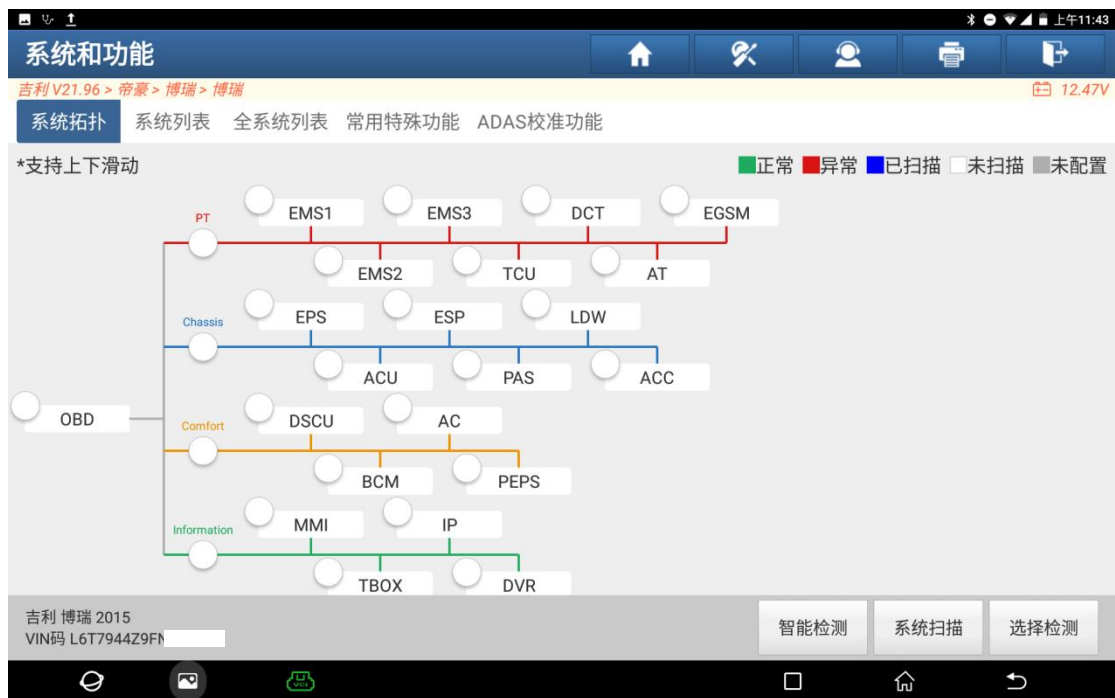 上午11:43
系统和功能
吉利 V21.96 > 帝豪 > 博瑞 > 博瑞
12.47V
系统拓扑 系统列表 全系统列表 常用特殊功能 ADAS校准功能
*支持上下滑动
正常 异常 已扫描 未扫描 未配置
PT
EMS1 EMS3 DCT EGSM
EMS2 TCU AT
Chassis
EPS ESP LDW
ACU PAS ACC
OBD
Comfort
DSCU AC
BCM PEPS
Information
MMI IP
TBOX DVR
吉利 博瑞 2015
VIN码 L6T7944Z9FN
智能检测 系统扫描 选择检测
VCI